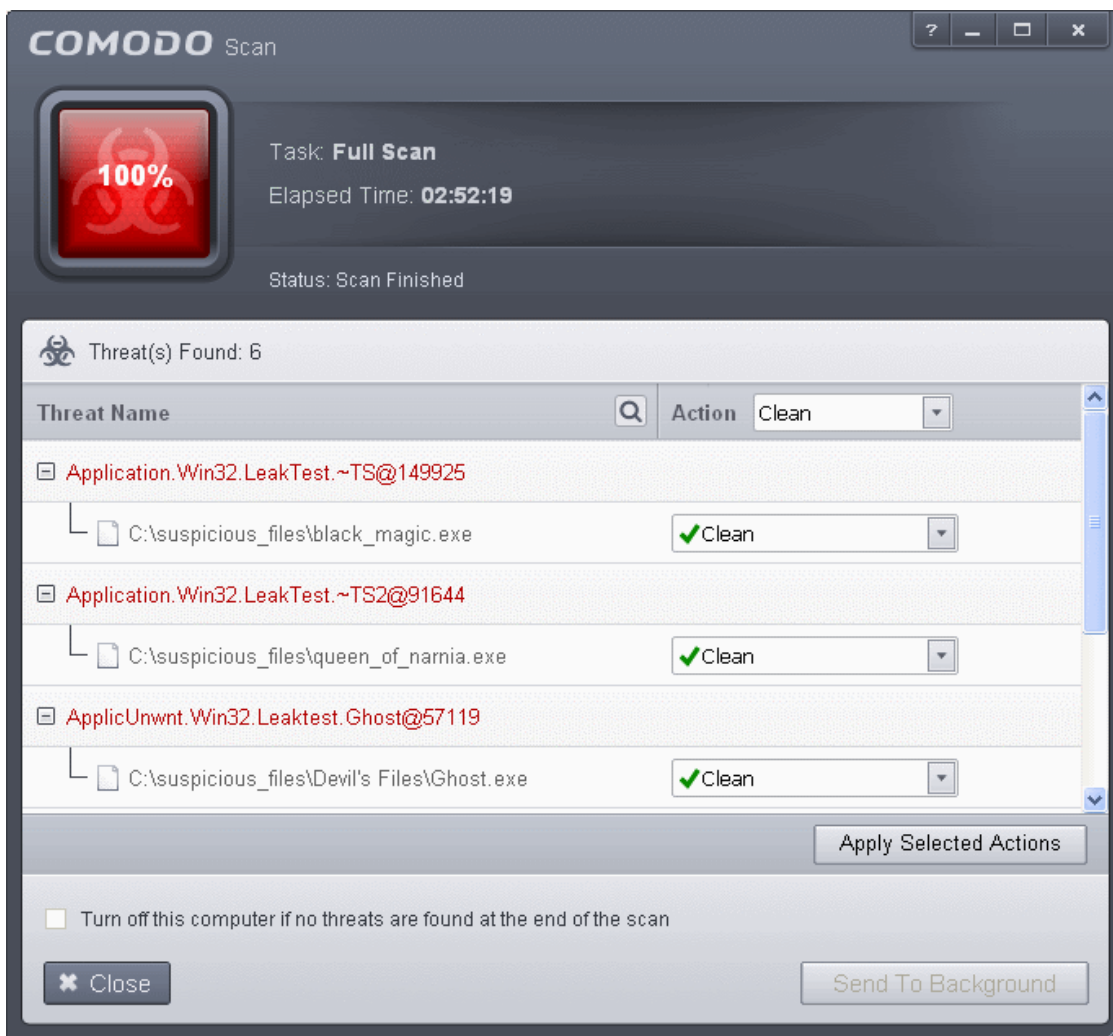 COMODO Scan
?
100%
Task: Full Scan
Elapsed Time: 02:52:19
Status: Scan Finished
Threat(s) Found: 6
Threat Name Action Clean
Application.Win32.LeakTest.~TS@149925
C:\suspicious_files\black_magic.exe Clean
Application.Win32.LeakTest.~TS2@91644
C:\suspicious_files\queen_of_narnia.exe Clean
ApplicUnwnt.Win32.Leaktest.Ghost@57119
C:\suspicious_files\Devil's Files\Ghost.exe Clean
Apply Selected Actions
Turn off this computer if no threats are found at the end of the scan
Close Send To Background